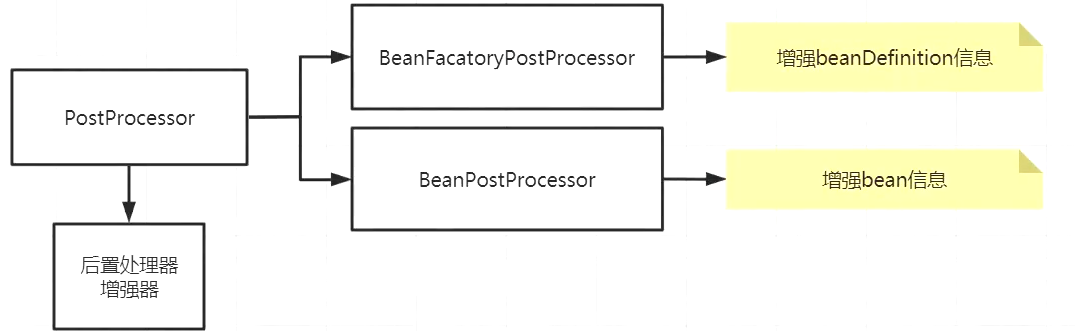 BeanFacatoryPostProcessor
增强beanDefinition信息
PostProcessor
BeanPostProcessor
增强bean信息
后置处理器
增强器